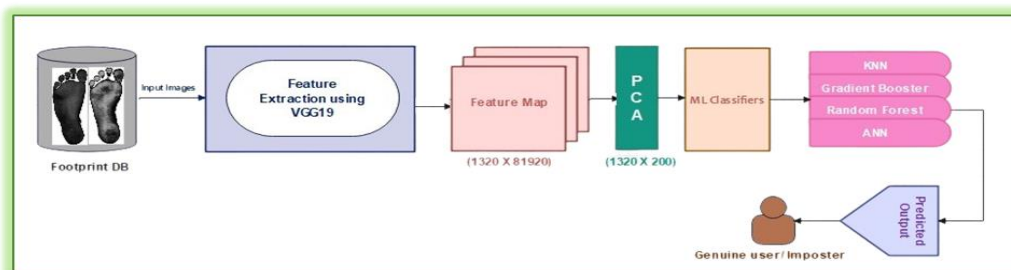 Footprint DB
Input Images
Feature
Extraction using
VGG19
Feature Map
(1320 X 81920)
P
C
A
(1320 X 200)
ML Classifiers
KNN
Gradient Booster
Random Forest
ANN
Predicted
Output
Genuine user/ Imposter